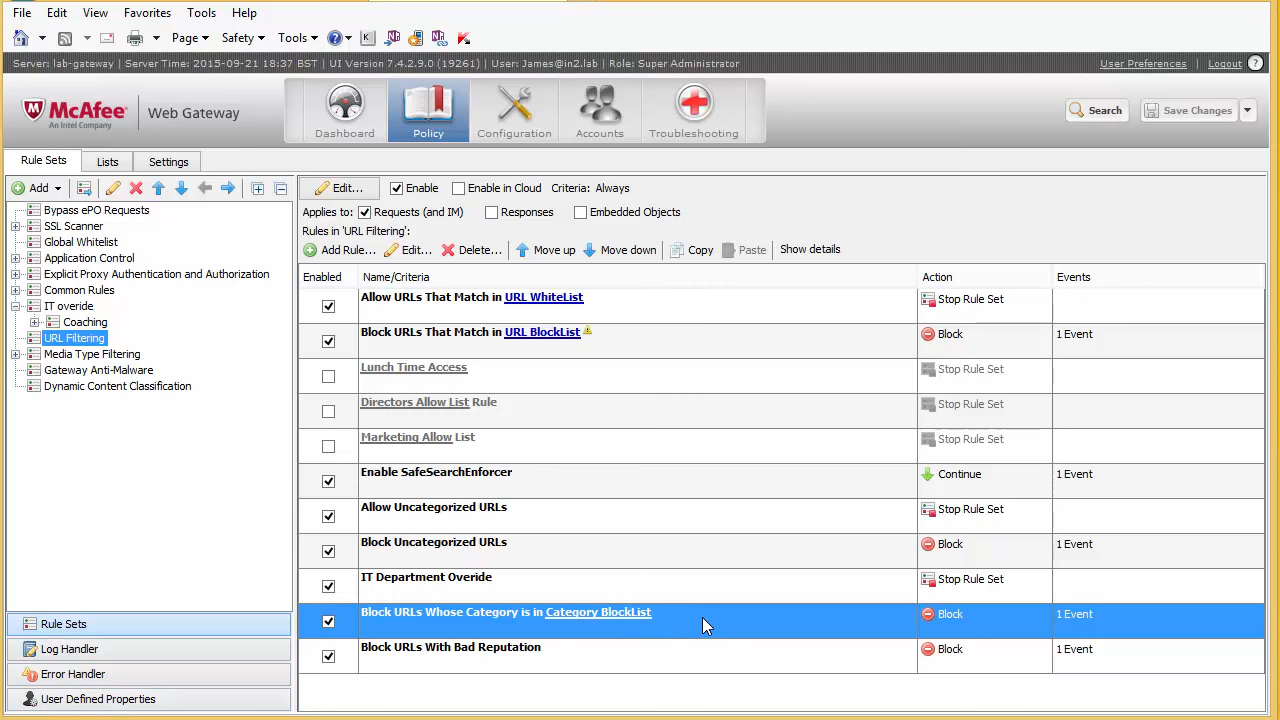 File Edit View Favorites Tools Help
Page Safety Tools
Server: lab-gateway | Server Time: 2015-09-21 18:37 BST | UI Version 7.4.2.9.0 (19261) | User: James@in2.lab | Role: Super Administrator
User Preferences | Logout ?
McAfee
An Intel Company
Web Gateway
Dashboard Policy Configuration Accounts Troubleshooting
Search Save Changes
Rule Sets Lists Settings
Add
Bypass ePO Requests
SSL Scanner
Global Whitelist
Application Control
Explicit Proxy Authentication and Authorization
Common Rules
IT overide
Coaching
URL Filtering
Media Type Filtering
Gateway Anti-Malware
Dynamic Content Classification
Rule Sets
Log Handler
Error Handler
User Defined Properties
Edit... Enable Enable in Cloud Criteria: Always
Applies to: Requests (and IM) Responses Embedded Objects
Rules in 'URL Filtering':
Add Rule... Edit... Delete... Move up Move down Copy Paste Show details
Enabled Name/Criteria Action Events
Allow URLs That Match in URL WhiteList Stop Rule Set
Block URLs That Match in URL BlockList Block 1 Event
Lunch Time Access Stop Rule Set
Directors Allow List Rule Stop Rule Set
Marketing Allow List Stop Rule Set
Enable SafeSearchEnforcer Continue 1 Event
Allow Uncategorized URLs Stop Rule Set
Block Uncategorized URLs Block 1 Event
IT Department Overide Stop Rule Set
Block URLs Whose Category is in Category BlockList Block 1 Event
Block URLs With Bad Reputation Block 1 Event